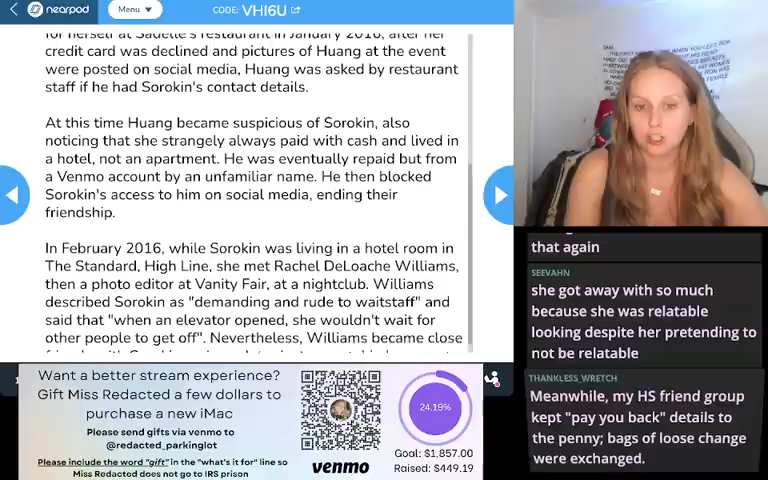 nearpod
Menu
CODE: VHI6U
for herself at Sadelle's restaurant in January 2016, after her
credit card was declined and pictures of Huang at the event
were posted on social media, Huang was asked by restaurant
staff if he had Sorokin's contact details.
At this time Huang became suspicious of Sorokin, also
noticing that she strangely always paid with cash and lived in
a hotel, not an apartment. He was eventually repaid but from
a Venmo account by an unfamiliar name. He then blocked
Sorokin's access to him on social media, ending their
friendship.
In February 2016, while Sorokin was living in a hotel room in
The Standard, High Line, she met Rachel DeLoache Williams,
then a photo editor at Vanity Fair, at a nightclub. Williams
described Sorokin as "demanding and rude to waitstaff" and
said that "when an elevator opened, she wouldn't wait for
other people to get off". Nevertheless, Williams became close
that again
SEEVAHN
she got away with so much
because she was relatable
looking despite her pretending to
not be relatable
THANKLESS_WRETCH
Meanwhile, my HS friend group
kept "pay you back" details to
the penny; bags of loose change
were exchanged.
Want a better stream experience?
Gift Miss Redacted a few dollars to
purchase a new iMac
Please send gifts via venmo to
@redacted_parkinglot
Please include the word "gift" in the "what's it for" line so
Miss Redacted does not go to IRS prison
venmo
24.19%
Goal: $1,857.00
Raised: $449.19